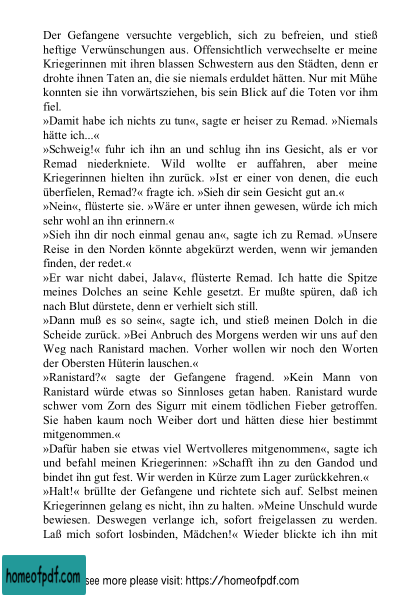 Der Gefangene versuchte vergeblich, sich zu befreien, und stieß
heftige Verwünschungen aus. Offensichtlich verwechselte er meine
Kriegerinnen mit ihren blassen Schwestern aus den Städten, denn er
drohte ihnen Taten an, die sie niemals erduldet hätten. Nur mit Mühe
konnten sie ihn vorwärtsziehen, bis sein Blick auf die Toten vor ihm
fiel.
»Damit habe ich nichts zu tun«, sagte er heiser zu Remad. »Niemals
hätte ich...«
»Schweig!« fuhr ich ihn an und schlug ihn ins Gesicht, als er vor
Remad niederkniete. Wild wollte er auffahren, aber meine
Kriegerinnen hielten ihn zurück. »Ist er einer von denen, die euch
überfielen, Remad?« fragte ich. »Sieh dir sein Gesicht gut an.«
»Nein«, flüsterte sie. »Wäre er unter ihnen gewesen, würde ich mich
sehr wohl an ihn erinnern.«
»Sieh ihn dir noch einmal genau an«, sagte ich zu Remad. »Unsere
Reise in den Norden könnte abgekürzt werden, wenn wir jemanden
finden, der redet.«
»Er war nicht dabei, Jalav«, flüsterte Remad. Ich hatte die Spitze
meines Dolches an seine Kehle gesetzt. Er mußte spüren, daß ich
nach Blut dürstete, denn er verhielt sich still.
»Dann muß es so sein«, sagte ich, und stieß meinen Dolch in die
Scheide zurück. »Bei Anbruch des Morgens werden wir uns auf den
Weg nach Ranistard machen. Vorher wollen wir noch den Worten
der Obersten Hüterin lauschen.«
»Ranistard?« sagte der Gefangene fragend. »Kein Mann von
Ranistard würde etwas so Sinnloses getan haben. Ranistard wurde
schwer vom Zorn des Sigurr mit einem tödlichen Fieber getroffen.
Sie haben kaum noch Weiber dort und hätten diese hier bestimmt
mitgenommen.«
»Dafür haben sie etwas viel Wertvolleres mitgenommen«, sagte ich
und befahl meinen Kriegerinnen: »Schafft ihn zu den Gandod und
bindet ihn gut fest. Wir werden in Kürze zum Lager zurückkehren.«
»Halt!« brüllte der Gefangene und richtete sich auf. Selbst meinen
Kriegerinnen gelang es nicht, ihn zu halten. »Meine Unschuld wurde
bewiesen. Deswegen verlange ich, sofort freigelassen zu werden.
Laß mich sofort losbinden, Mädchen!« Wieder blickte ich ihn mit
homeofpdf.com
see more please visit: https://homeofpdf.com